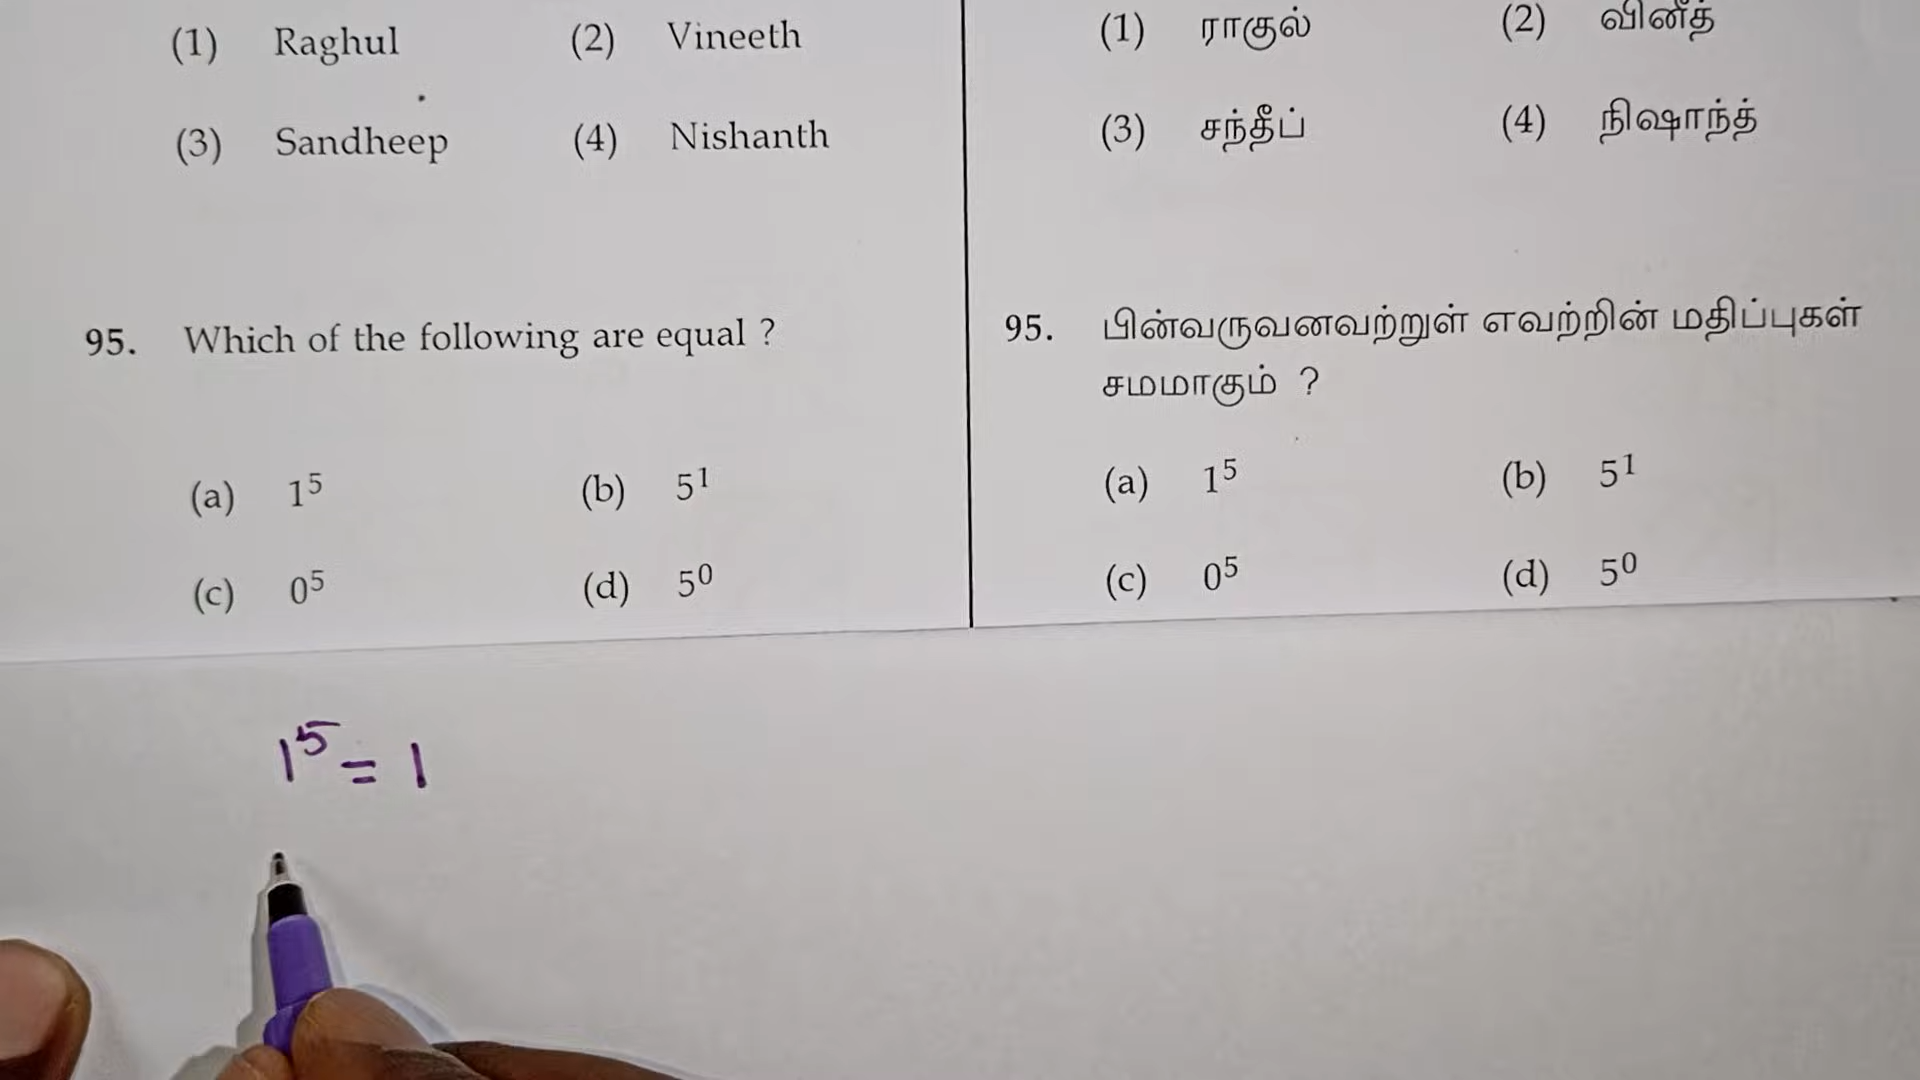 (1) Raghul (2) Vineeth
(3) Sandheep (4) Nishanth
95. Which of the following are equal ?
(a) 1⁵ (b) 5¹
(c) 0⁵ (d) 5⁰
(1) ராகுல் (2) வினீத்
(3) சந்தீப் (4) நிஷாந்த்
95. பின்வருவனவற்றுள் எவற்றின் மதிப்புகள்
சமமாகும் ?
(a) 1⁵ (b) 5¹
(c) 0⁵ (d) 5⁰
1⁵ = 1